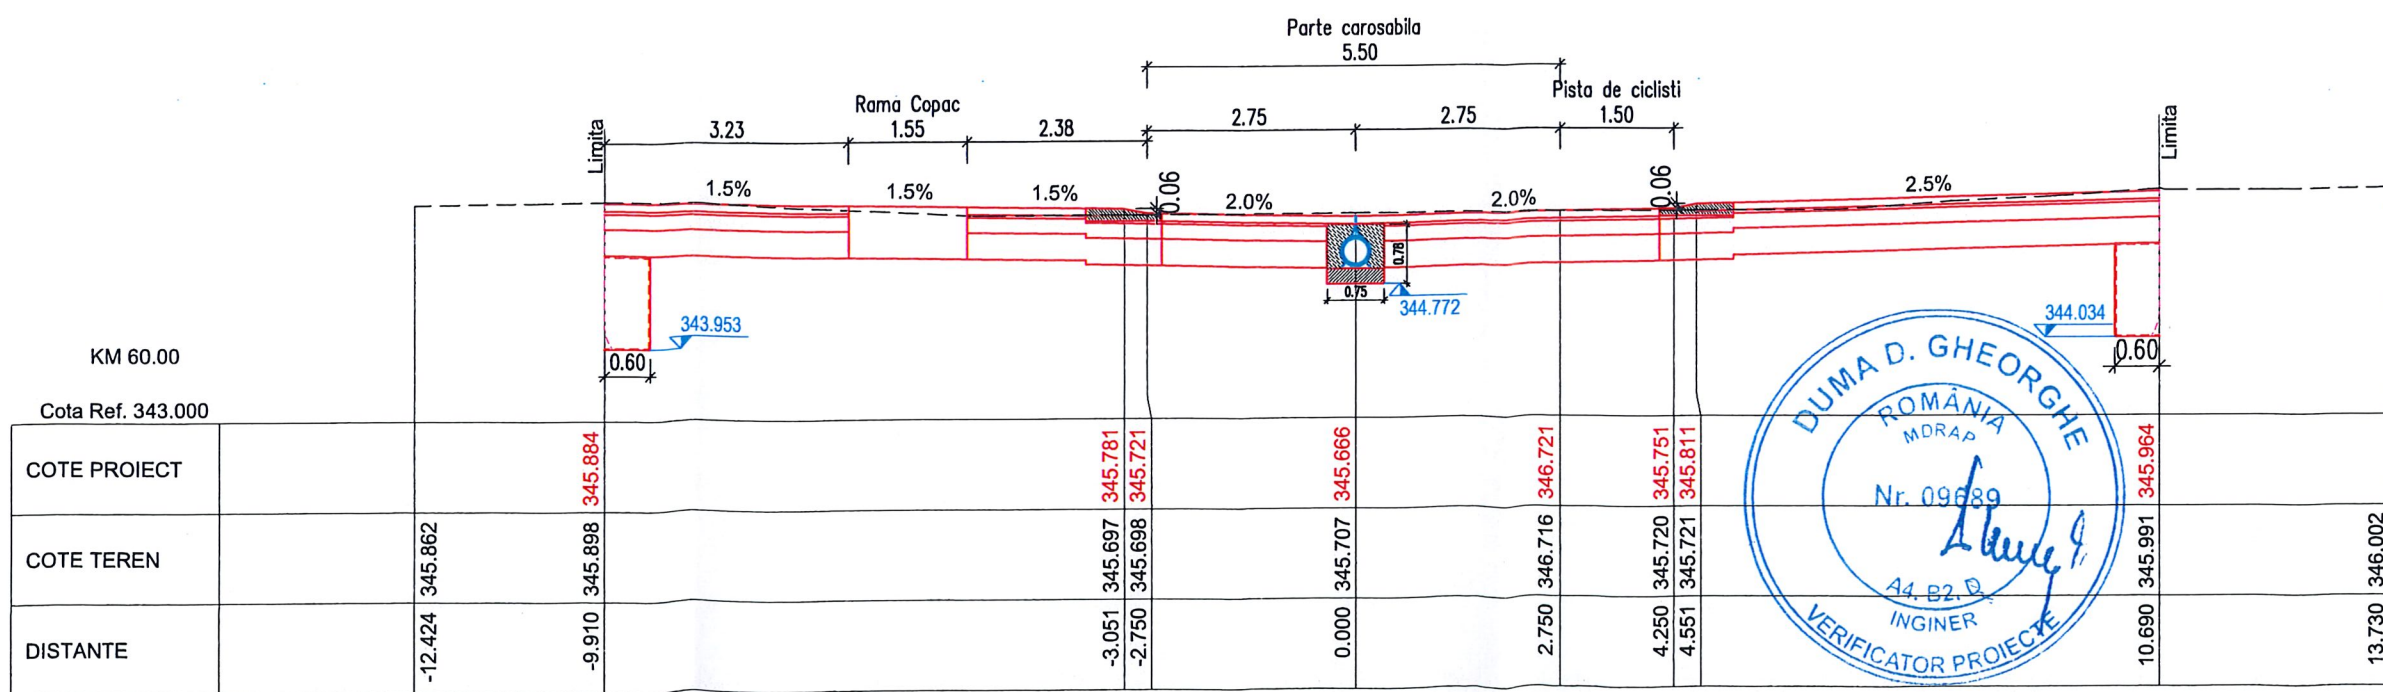 Parte carosabila
5.50
Rama Copac
Pista de ciclisti
3.23 1.55 2.38 2.75 2.75 1.50
Limita
Limita
1.5% 1.5% 1.5% 0.06 2.0% 2.0% 0.06 2.5%
0.78
0.75
344.772
343.953
344.034
0.60
0.60
KM 60.00
Cota Ref. 343.000
COTE PROIECT 345.884 345.781 345.721 345.666 346.721 345.751 345.811 345.964
COTE TEREN 345.862 345.898 345.697 345.698 345.707 346.716 345.720 345.721 345.991 346.002
DISTANTE -12.424 -9.910 -3.051 -2.750 0.000 2.750 4.250 4.551 10.690 13.730
DUMA D. GHEORGHE
ROMÂNIA
MDRAP
Nr. 09689
A4. B2. D
INGINER
VERIFICATOR PROIECTE